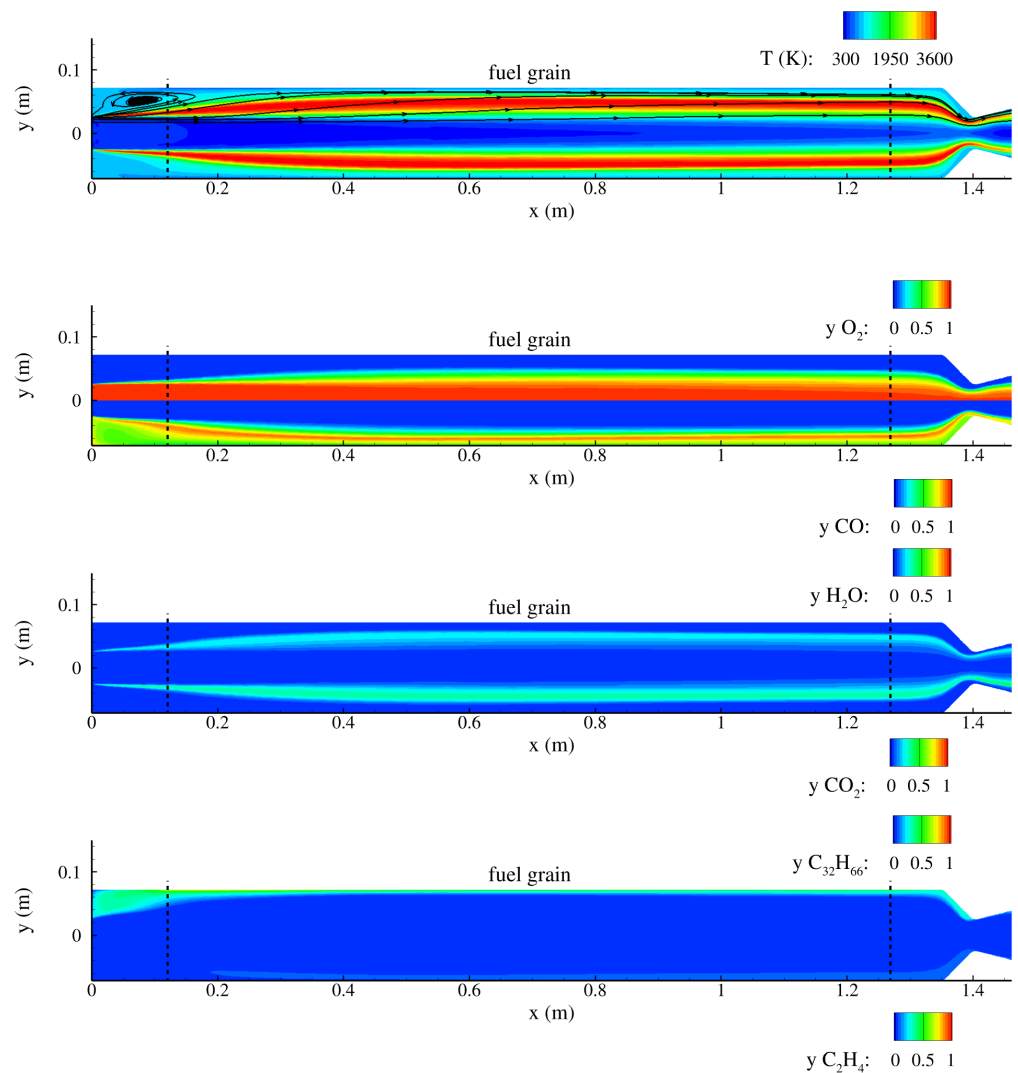 T (K): 300 1950 3600
fuel grain
y (m)
0.1
0
0 0.2 0.4 0.6 0.8 1 1.2 1.4
x (m)
y O₂: 0 0.5 1
fuel grain
y (m)
0.1
0
0 0.2 0.4 0.6 0.8 1 1.2 1.4
x (m)
y CO: 0 0.5 1
y H₂O: 0 0.5 1
fuel grain
y (m)
0.1
0
0 0.2 0.4 0.6 0.8 1 1.2 1.4
x (m)
y CO₂: 0 0.5 1
y C₃₂H₆₆: 0 0.5 1
fuel grain
y (m)
0.1
0
0 0.2 0.4 0.6 0.8 1 1.2 1.4
x (m)
y C₂H₄: 0 0.5 1